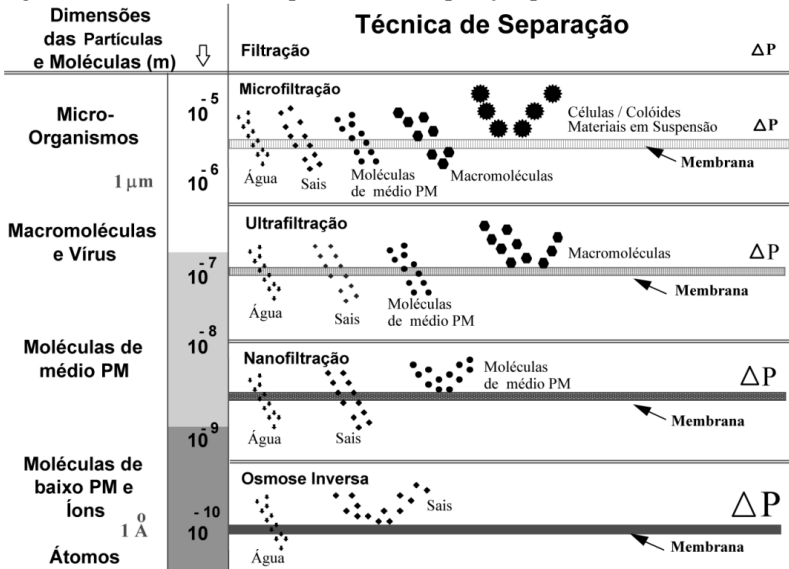 Dimensões
das Partículas
e Moléculas (m)
Técnica de Separação
Filtração
ΔP
Micro-
Organismos
1 μm
10⁻⁵
10⁻⁶
Microfiltração
Células / Colóides
Materiais em Suspensão
ΔP
Membrana
Água
Sais
Moléculas
de médio PM
Macromoléculas
Macromoléculas
e Vírus
10⁻⁷
Ultrafiltração
Macromoléculas
ΔP
Membrana
Água
Sais
Moléculas
de médio PM
Moléculas de
médio PM
10⁻⁸
10⁻⁹
Nanofiltração
Moléculas
de médio PM
ΔP
Membrana
Água
Sais
Moléculas de
baixo PM e
Íons
1 Å
Átomos
10⁻¹⁰
Osmose Inversa
Sais
ΔP
Membrana
Água